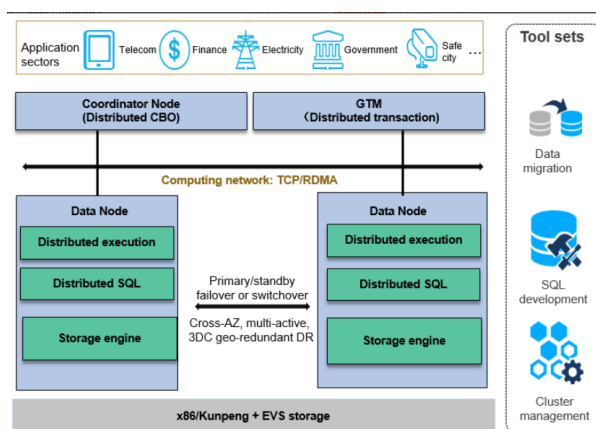 Application
sectors
Telecom
Finance
Electricity
Government
Safe
city
...
Tool sets
Coordinator Node
(Distributed CBO)
GTM
（Distributed transaction)
Computing network: TCP/RDMA
Data
migration
Data Node
Distributed execution
Distributed SQL
Storage engine
Primary/standby
failover or switchover
Cross-AZ, multi-active,
3DC geo-redundant DR
Data Node
Distributed execution
Distributed SQL
Storage engine
SQL
development
Cluster
management
x86/Kunpeng + EVS storage